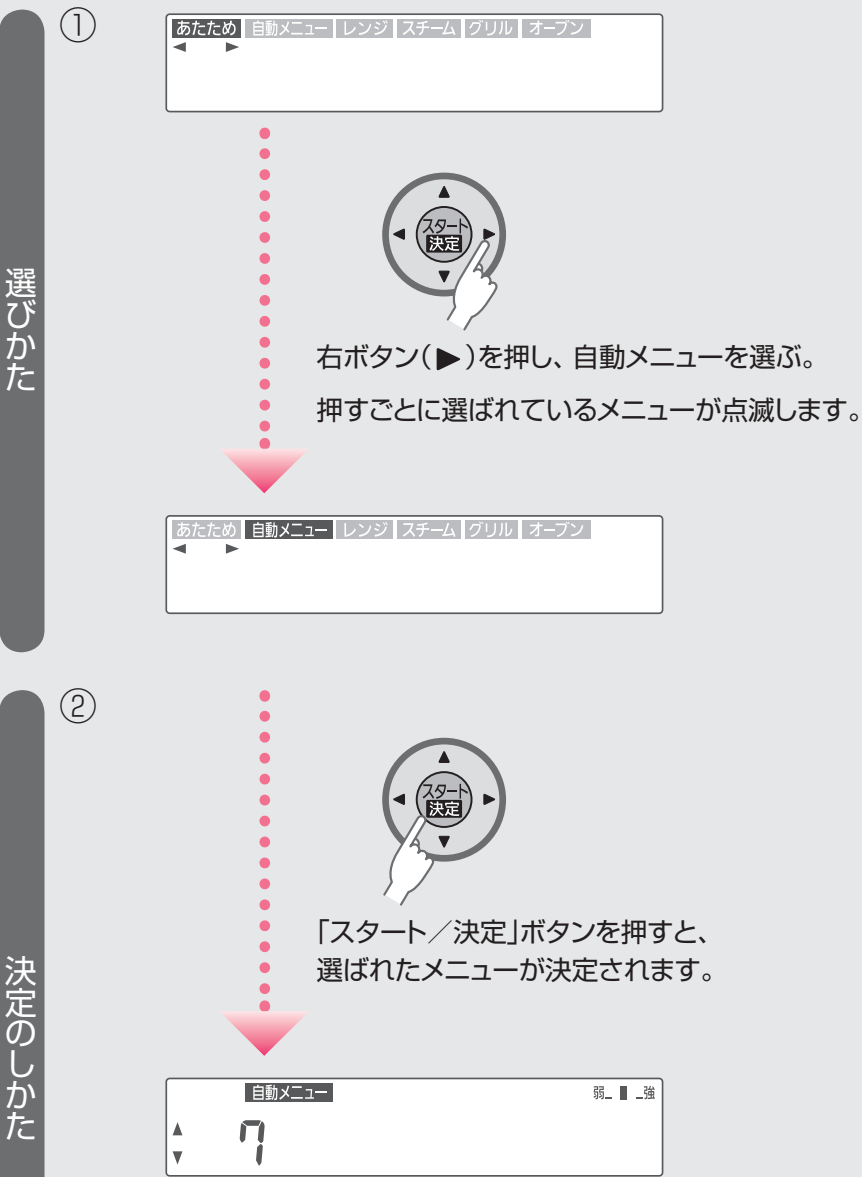 選びかた
①
あたため 自動メニュー レンジ スチーム グリル オーブン
◀ ▶
▲
◀ スタート ▶
決定
▼
右ボタン(▶)を押し、自動メニューを選ぶ。
押すごとに選ばれているメニューが点滅します。
あたため 自動メニュー レンジ スチーム グリル オーブン
◀ ▶
決定のしかた
②
▲
◀ スタート ▶
決定
▼
「スタート／決定」ボタンを押すと、
選ばれたメニューが決定されます。
自動メニュー 弱_ ▮ _強
▲
7
▼